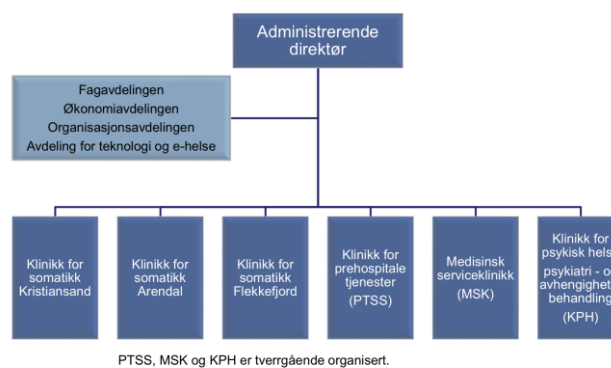 Administrerende
direktør
Fagavdelingen
Økonomiavdelingen
Organisasjonsavdelingen
Avdeling for teknologi og e-helse
Klinikk for
somatikk
Kristiansand
Klinikk for
somatikk
Arendal
Klinikk for
somatikk
Flekkefjord
Klinikk for
prehospitale
tjenester
(PTSS)
Medisinsk
serviceklinikk
(MSK)
Klinikk for
psykisk hels
psykiatri - o
avhengighet
behandling
(KPH)
PTSS, MSK og KPH er tverrgående organisert.